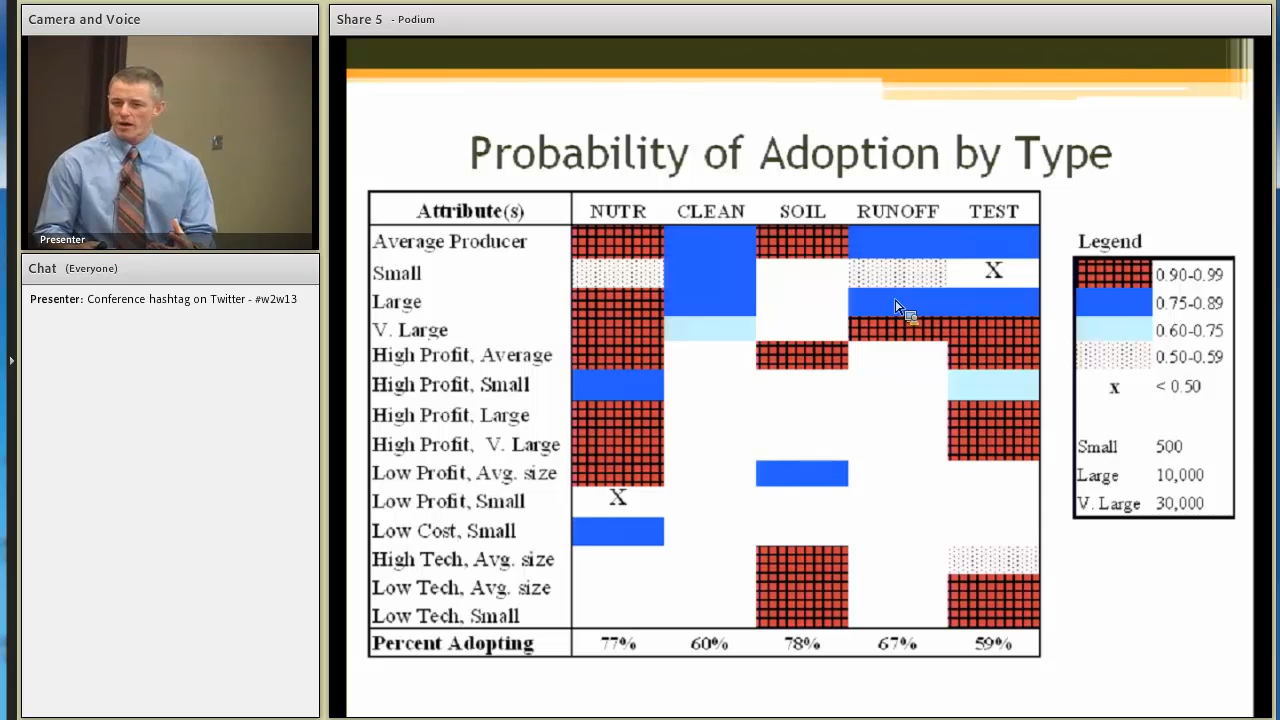 Camera and Voice
Presenter
Chat (Everyone)
Presenter: Conference hashtag on Twitter - #w2w13
Share 5 - Podium
Probability of Adoption by Type
Attribute(s) NUTR CLEAN SOIL RUNOFF TEST
Average Producer
Small X
Large
V. Large
High Profit, Average
High Profit, Small
High Profit, Large
High Profit, V. Large
Low Profit, Avg. size
Low Profit, Small X
Low Cost, Small
High Tech, Avg. size
Low Tech, Avg. size
Low Tech, Small
Percent Adopting 77% 60% 78% 67% 59%
Legend
0.90-0.99
0.75-0.89
0.60-0.75
0.50-0.59
x < 0.50
Small 500
Large 10,000
V. Large 30,000